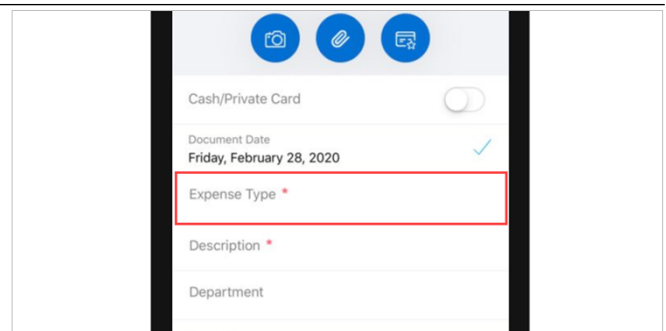 Cash/Private Card
Document Date
Friday, February 28, 2020
Expense Type *
Description *
Department